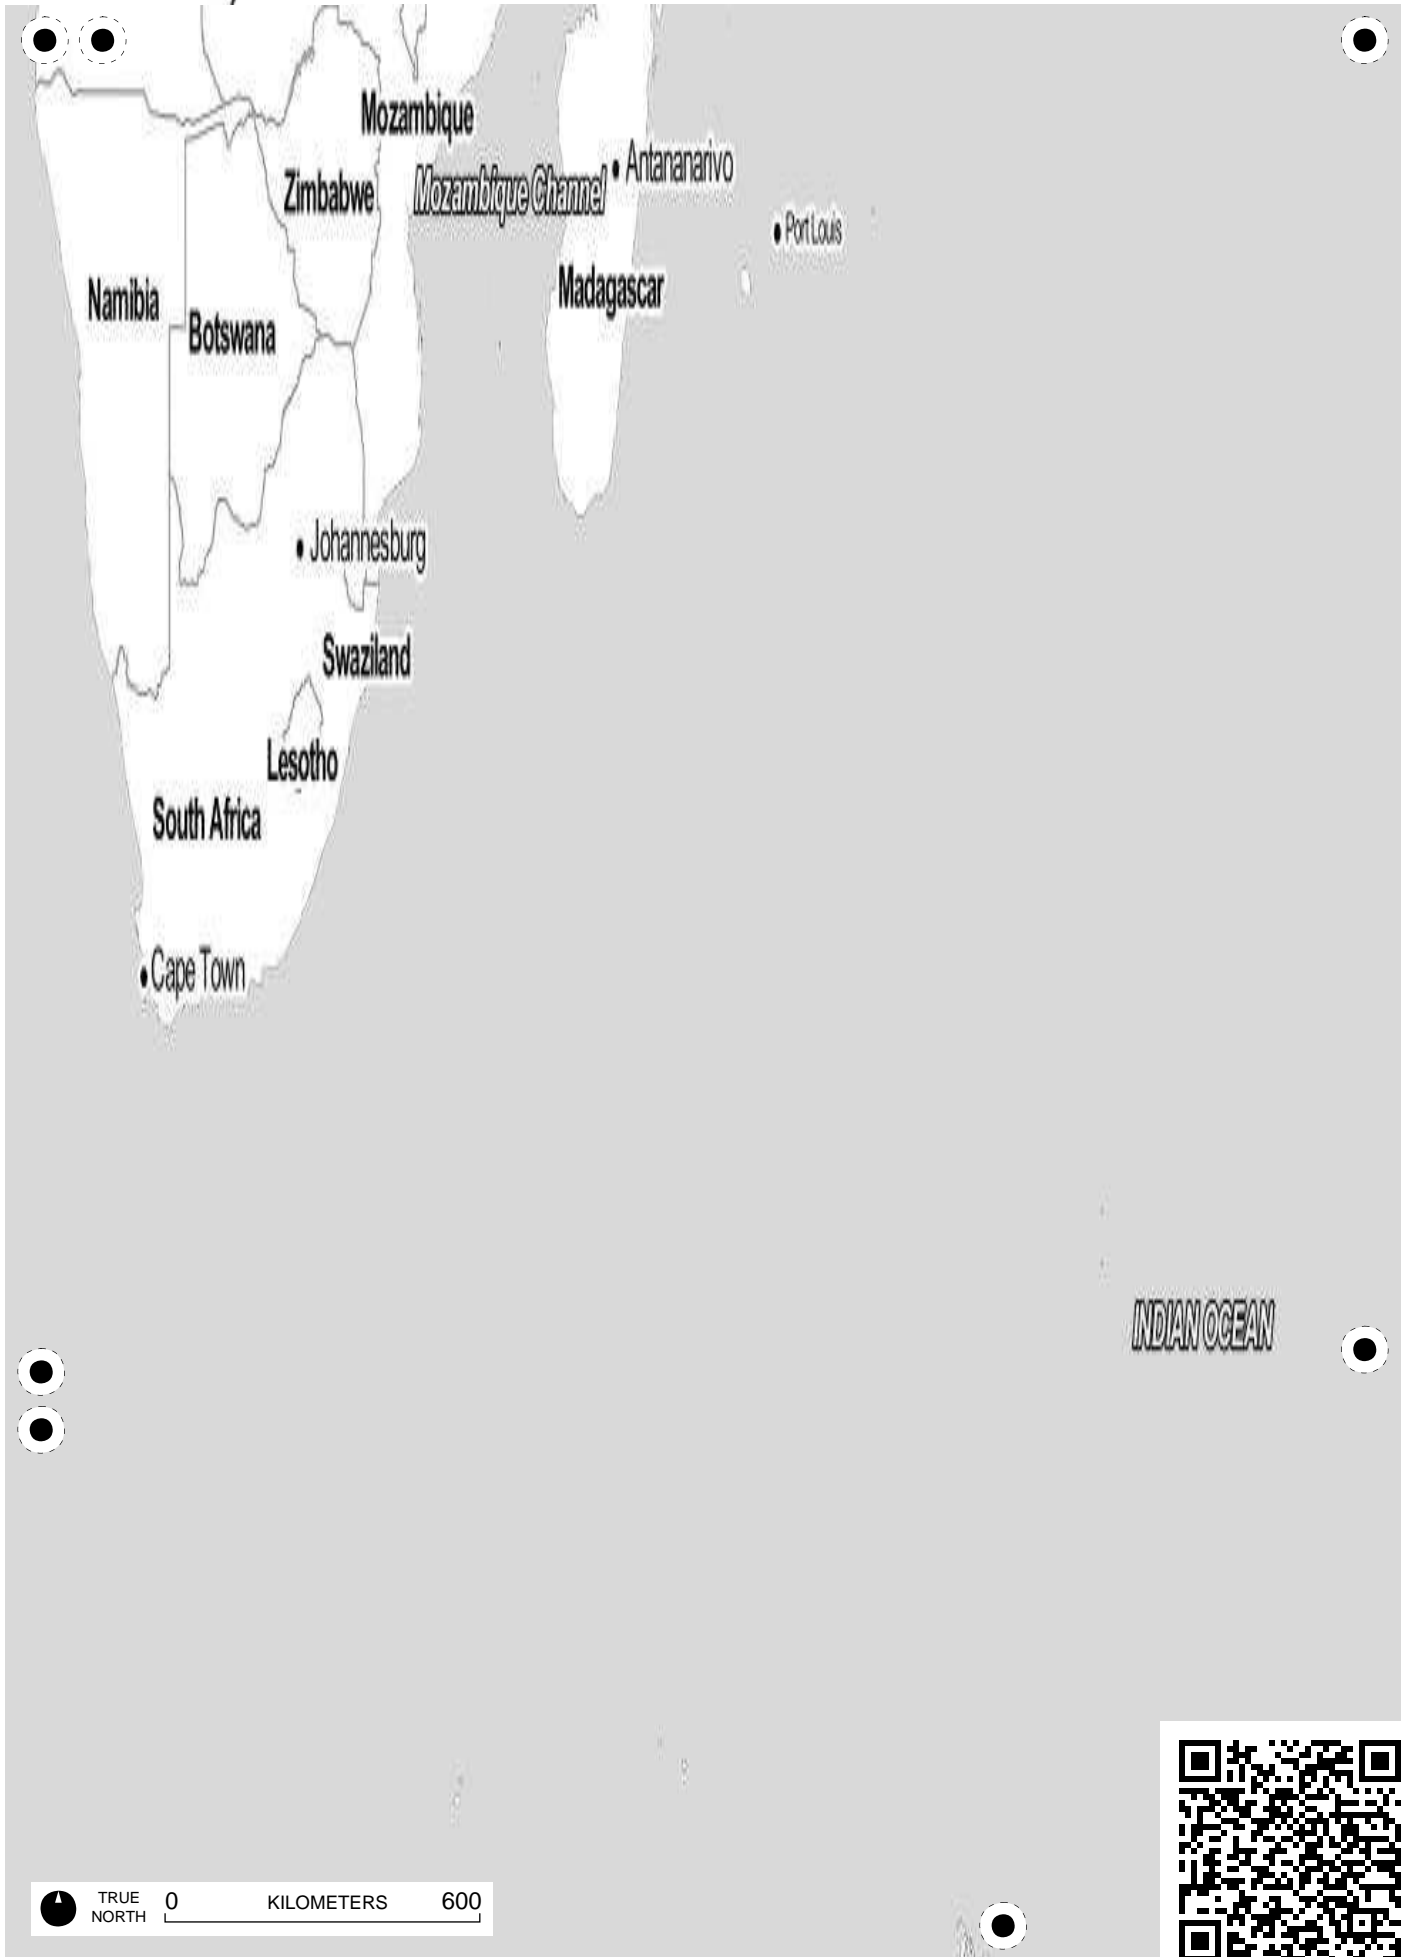 Mozambique
Antananarivo
Zimbabwe
Mozambique Channel
Port Louis
Madagascar
Namibia
Botswana
Johannesburg
Swaziland
Lesotho
South Africa
Cape Town
INDIAN OCEAN
TRUE
NORTH
0 KILOMETERS 600